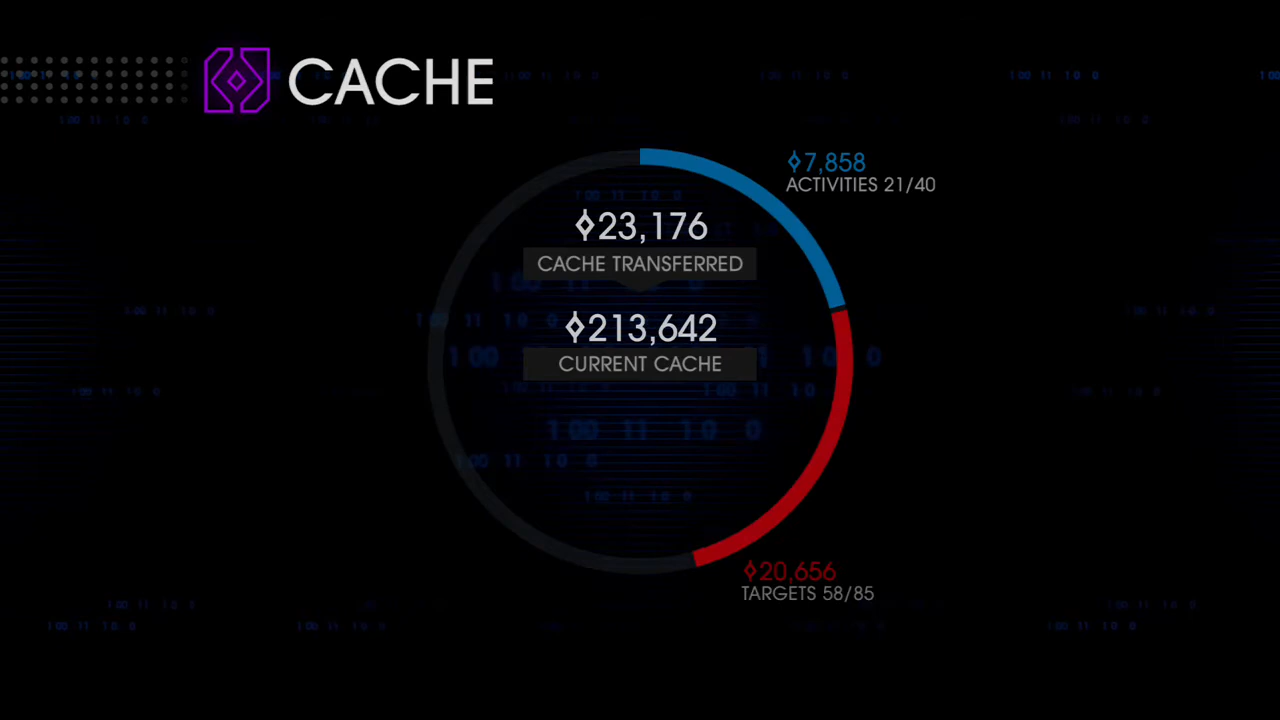 CACHE
7,858
ACTIVITIES 21/40
23,176
CACHE TRANSFERRED
213,642
CURRENT CACHE
20,656
TARGETS 58/85